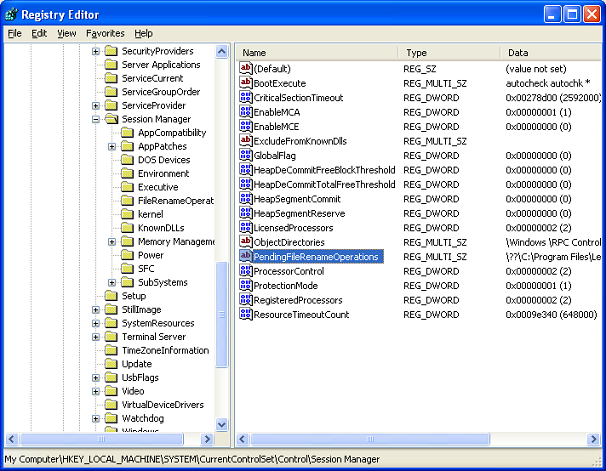 Registry Editor
File Edit View Favorites Help
SecurityProviders
Server Applications
ServiceCurrent
ServiceGroupOrder
ServiceProvider
Session Manager
AppCompatibility
AppPatches
DOS Devices
Environment
Executive
FileRenameOperat
kernel
KnownDLLs
Memory Manageme
Power
SFC
SubSystems
Setup
StillImage
SystemResources
Terminal Server
TimeZoneInformation
Update
UsbFlags
Video
VirtualDeviceDrivers
Watchdog
Windows
Name Type Data
(Default) REG_SZ (value not set)
BootExecute REG_MULTI_SZ autocheck autochk *
CriticalSectionTimeout REG_DWORD 0x00278d00 (2592000)
EnableMCA REG_DWORD 0x00000001 (1)
EnableMCE REG_DWORD 0x00000000 (0)
ExcludeFromKnownDlls REG_MULTI_SZ
GlobalFlag REG_DWORD 0x00000000 (0)
HeapDeCommitFreeBlockThreshold REG_DWORD 0x00000000 (0)
HeapDeCommitTotalFreeThreshold REG_DWORD 0x00000000 (0)
HeapSegmentCommit REG_DWORD 0x00000000 (0)
HeapSegmentReserve REG_DWORD 0x00000000 (0)
LicensedProcessors REG_DWORD 0x00000002 (2)
ObjectDirectories REG_MULTI_SZ \Windows \RPC Control
PendingFileRenameOperations REG_MULTI_SZ \??\C:\Program Files\Le
ProcessorControl REG_DWORD 0x00000002 (2)
ProtectionMode REG_DWORD 0x00000001 (1)
RegisteredProcessors REG_DWORD 0x00000002 (2)
ResourceTimeoutCount REG_DWORD 0x0009e340 (648000)
My Computer\HKEY_LOCAL_MACHINE\SYSTEM\CurrentControlSet\Control\Session Manager